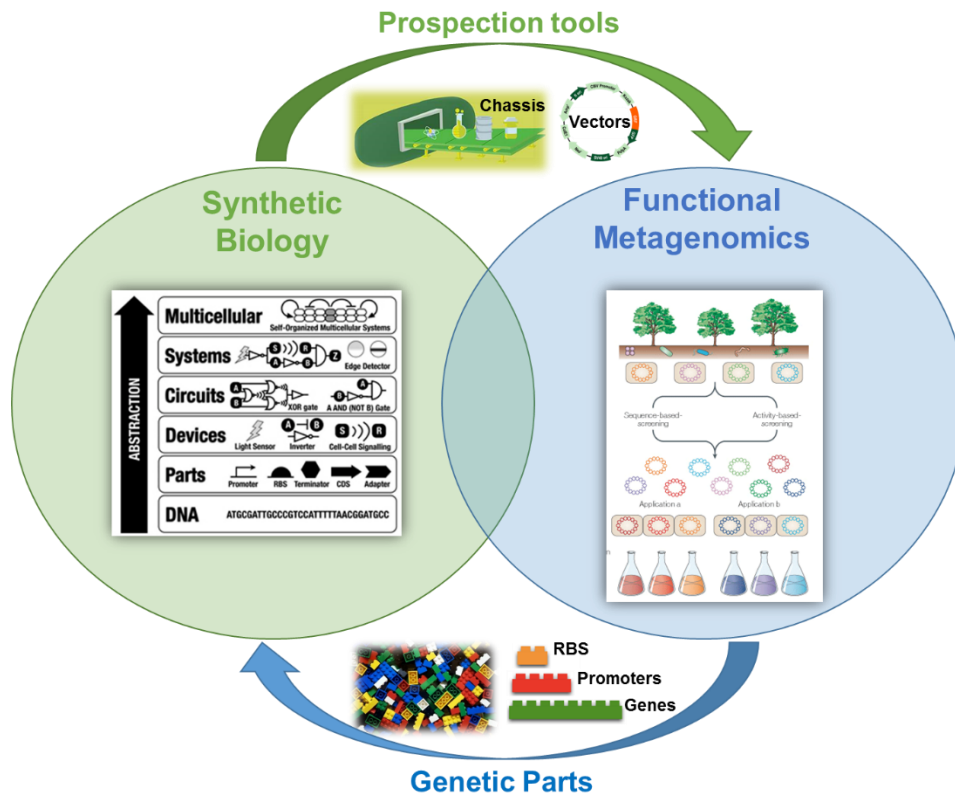 Prospection tools
Chassis
Vectors
Synthetic
Biology
Functional
Metagenomics
ABSTRACTION
Multicellular
Self-Organized Multicellular Systems
Systems
S
R
A
B
Z
Edge Detector
Circuits
A
B
XOR gate
A
B
A AND (NOT B) Gate
Devices
Light Sensor
A
B
Inverter
S
R
Cell-Cell Signalling
Parts
Promoter
RBS
Terminator
CDS
Adapter
DNA
ATGCGATTGCCCGTCCATTTTTAACGGATGCC
Sequence-based-
screening
Activity-based-
screening
Application a
Application b
n
RBS
Promoters
Genes
Genetic Parts